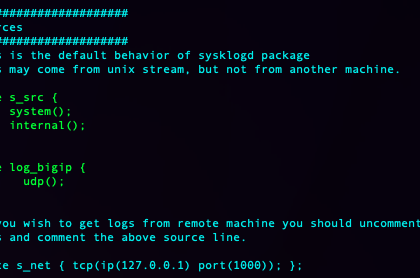 ###################
rces
###################
s is the default behavior of sysklogd package
s may come from unix stream, but not from another machine.
e s_src {
system();
internal();
e log_bigip {
udp();
you wish to get logs from remote machine you should uncomment
s and comment the above source line.
ce s_net { tcp(ip(127.0.0.1) port(1000)); };